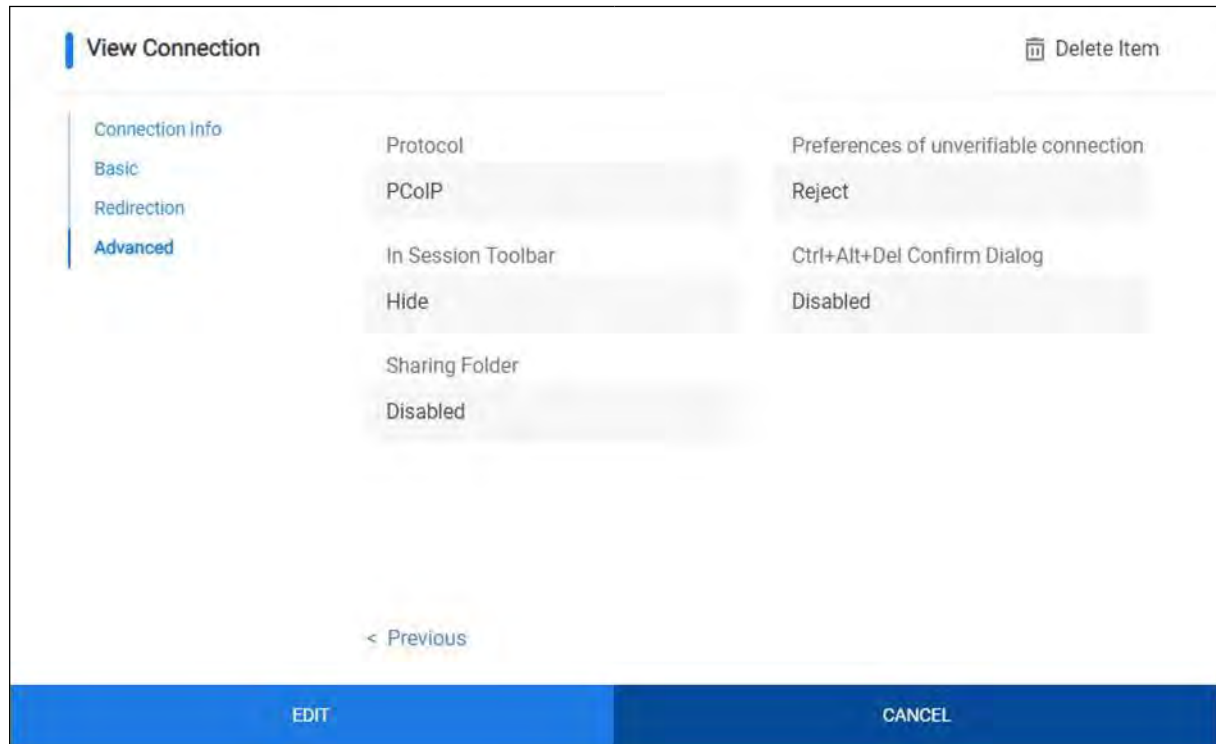 View Connection
Delete Item
Connection Info
Basic
Redirection
Advanced
Protocol
Preferences of unverifiable connection
PCoIP
Reject
In Session Toolbar
Ctrl+Alt+Del Confirm Dialog
Hide
Disabled
Sharing Folder
Disabled
< Previous
EDIT
CANCEL